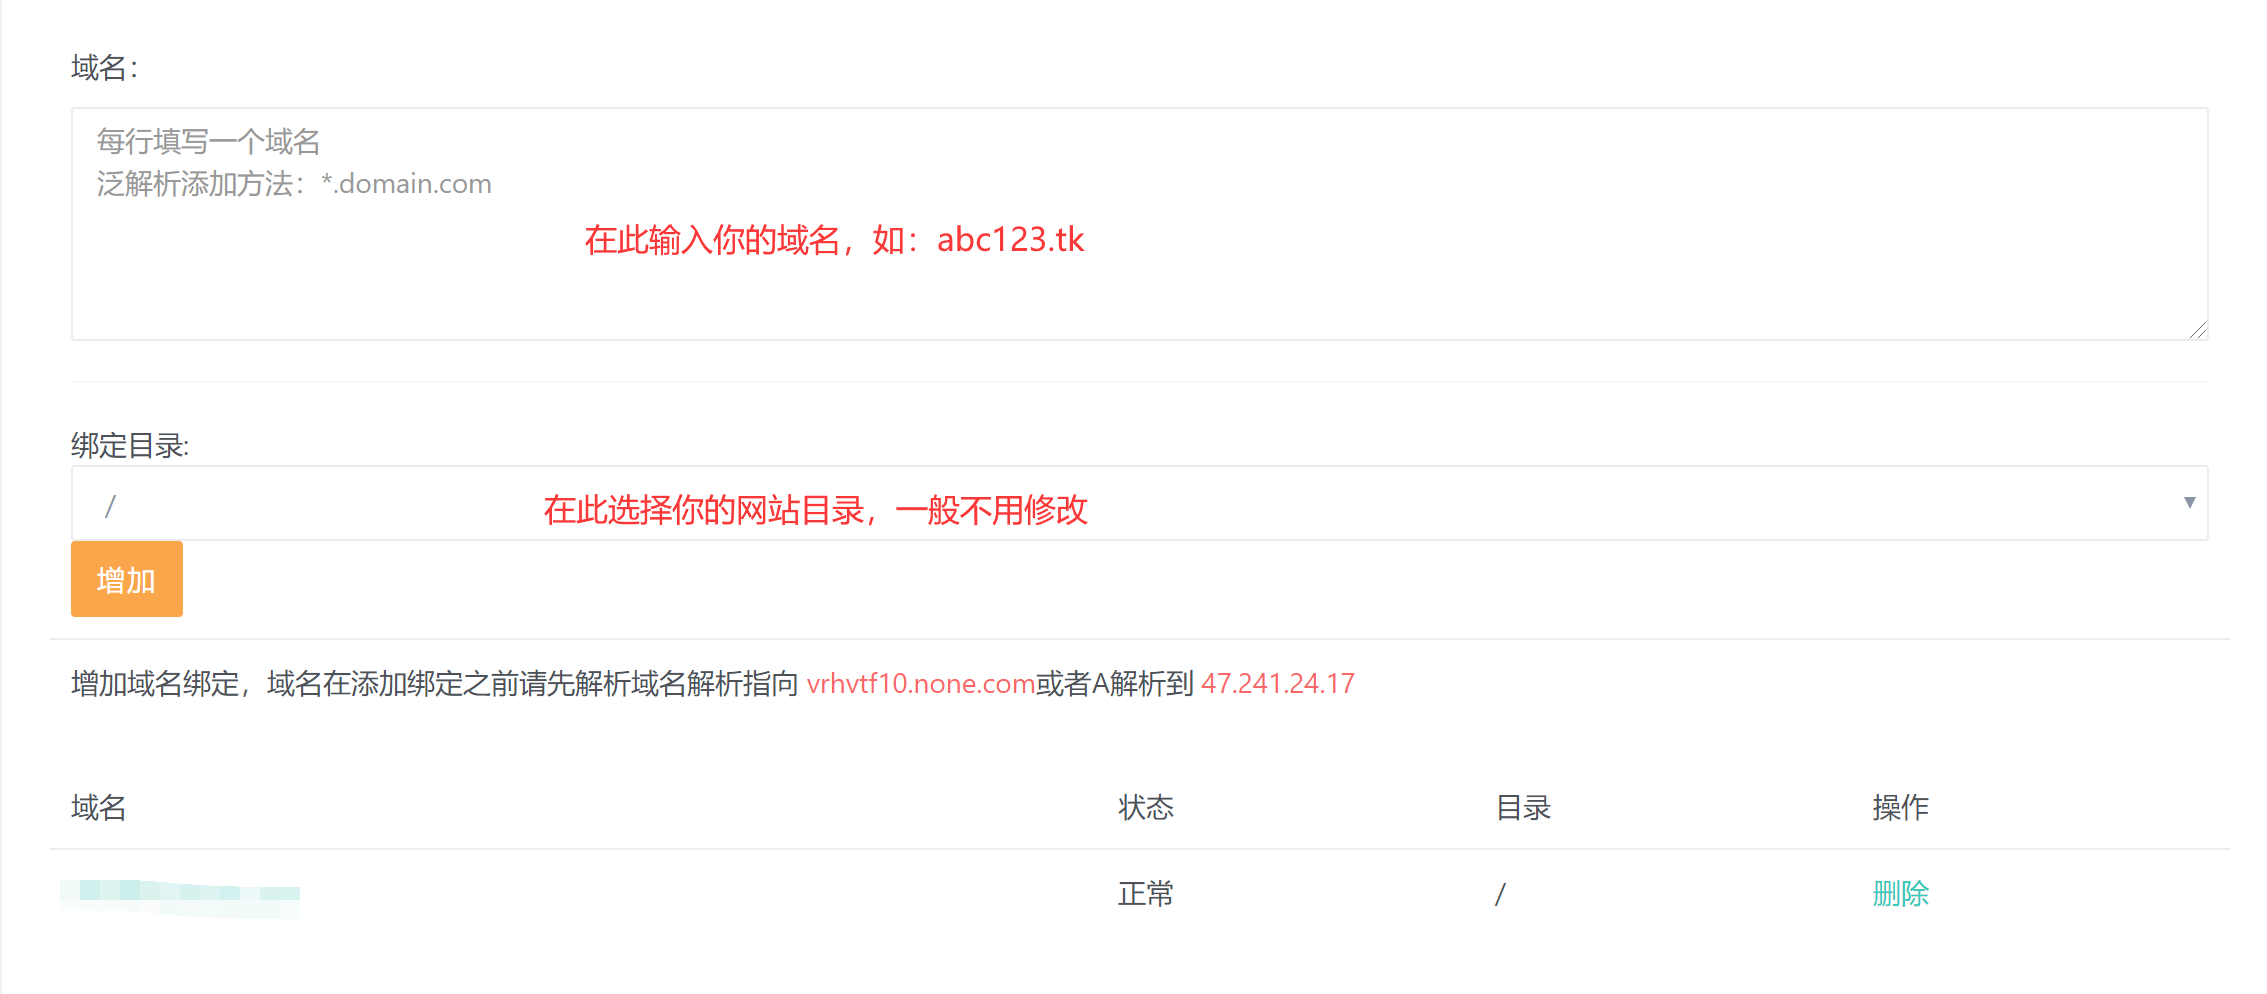 域名：
每行填写一个域名
泛解析添加方法：*.domain.com
在此输入你的域名，如：abc123.tk
绑定目录:
/
在此选择你的网站目录，一般不用修改
增加
增加域名绑定，域名在添加绑定之前请先解析域名解析指向 vrhvtf10.none.com或者A解析到 47.241.24.17
域名 状态 目录 操作
正常 / 删除